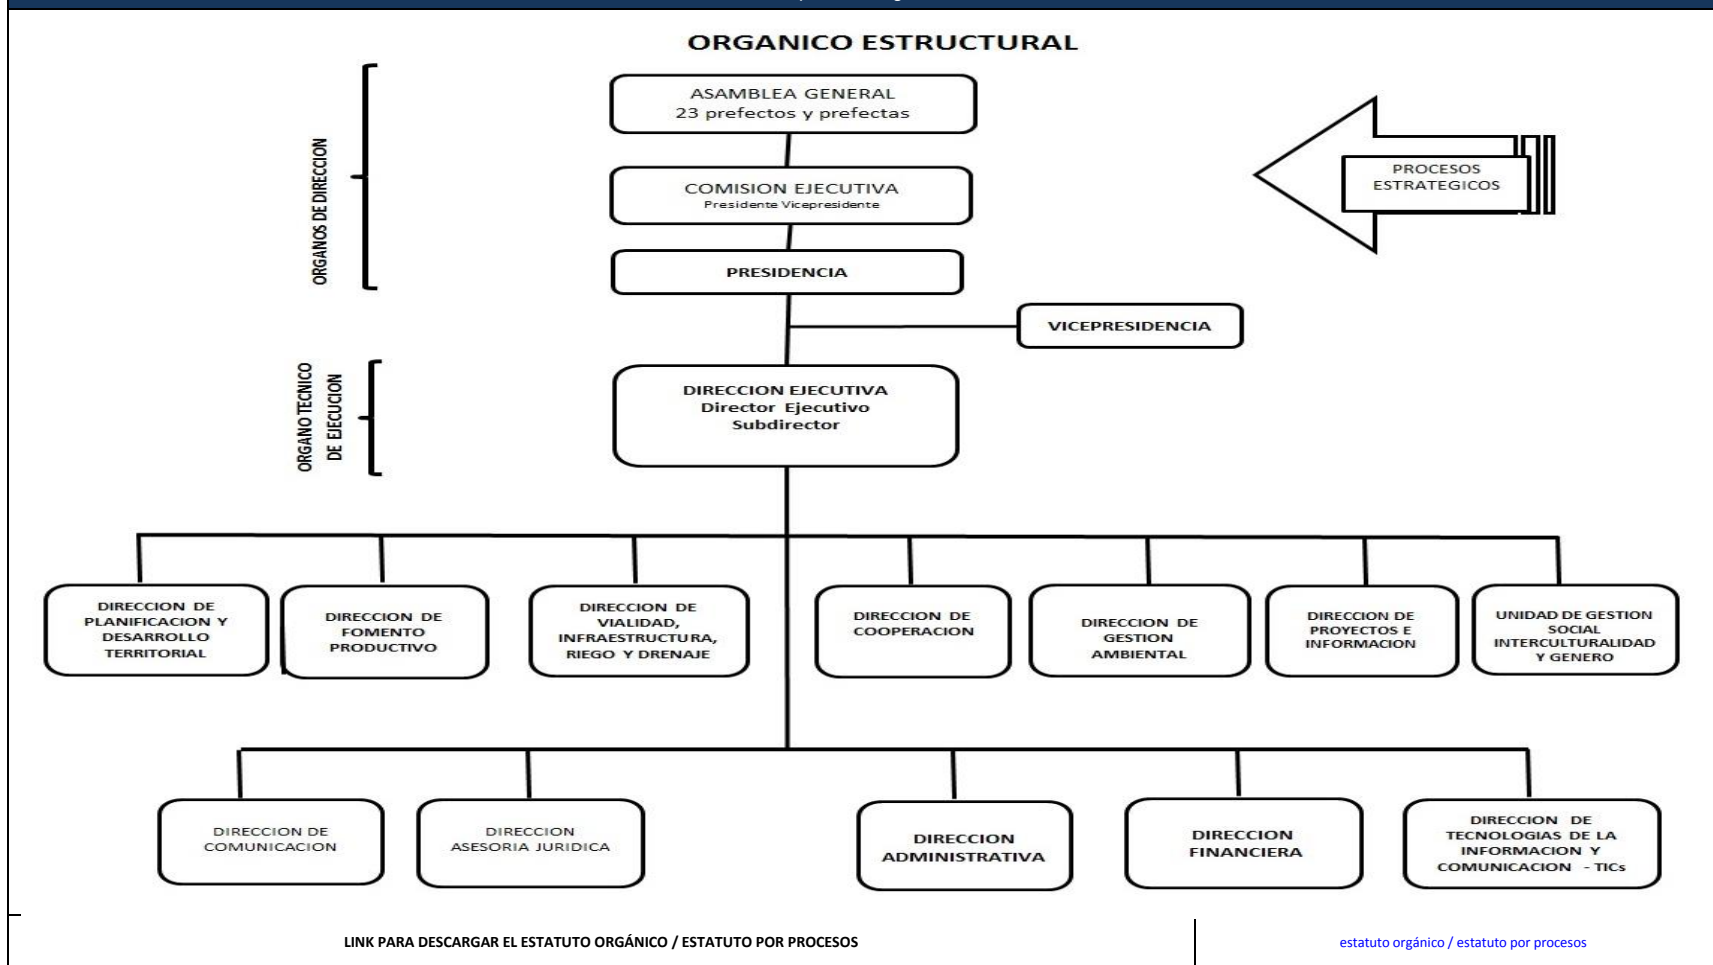 ORGANICO ESTRUCTURAL
ASAMBLEA GENERAL
23 prefectos y prefectas
ORGANOS DE DIRECCION
COMISION EJECUTIVA
Presidente Vicepresidente
PROCESOS
ESTRATEGICOS
PRESIDENCIA
VICEPRESIDENCIA
ORGANO TECNICO
DE EJECUCION
DIRECCION EJECUTIVA
Director Ejecutivo
Subdirector
DIRECCION DE
PLANIFICACION Y
DESARROLLO
TERRITORIAL
DIRECCION DE
FOMENTO
PRODUCTIVO
DIRECCION DE
VIALIDAD,
INFRAESTRUCTURA,
RIEGO Y DRENAJE
DIRECCION DE
COOPERACION
DIRECCION DE
GESTION
AMBIENTAL
DIRECCION DE
PROYECTOS E
INFORMACION
UNIDAD DE GESTION
SOCIAL
INTERCULTURALIDAD
Y GENERO
DIRECCION DE
COMUNICACION
DIRECCION
ASESORIA JURIDICA
DIRECCION
ADMINISTRATIVA
DIRECCION
FINANCIERA
DIRECCION DE
TECNOLOGIAS DE LA
INFORMACION Y
COMUNICACION - TICs
LINK PARA DESCARGAR EL ESTATUTO ORGÁNICO / ESTATUTO POR PROCESOS
estatuto orgánico / estatuto por procesos